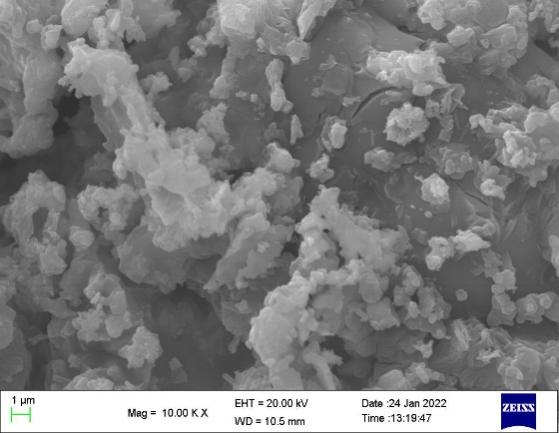 1 µm
Mag = 10.00 K X
EHT = 20.00 kV
WD = 10.5 mm
Date :24 Jan 2022
Time :13:19:47
ZEISS